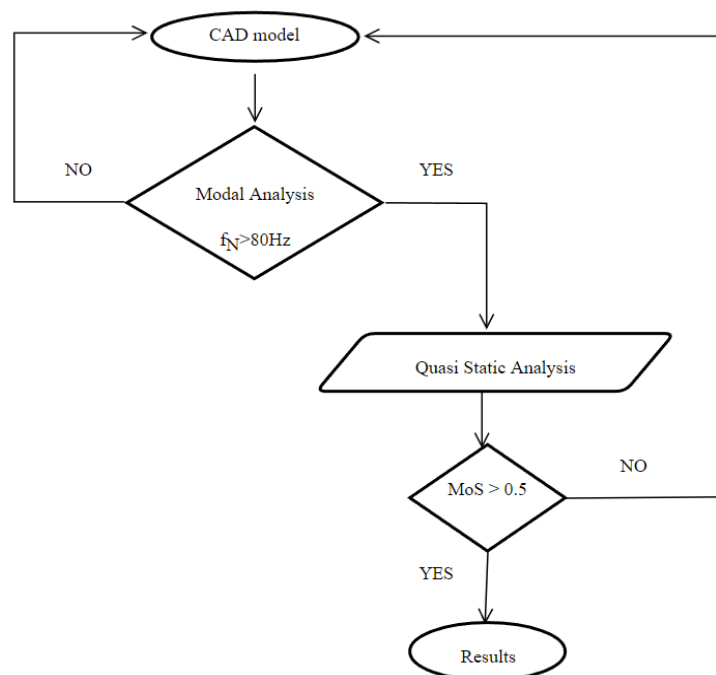 CAD model
NO
YES
Modal Analysis
fN>80Hz
Quasi Static Analysis
MoS > 0.5
NO
YES
Results